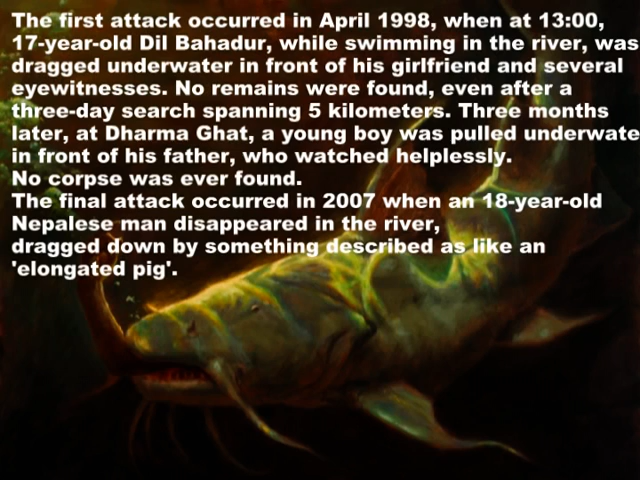 The first attack occurred in April 1998, when at 13:00,
17-year-old Dil Bahadur, while swimming in the river, was
dragged underwater in front of his girlfriend and several
eyewitnesses. No remains were found, even after a
three-day search spanning 5 kilometers. Three months
later, at Dharma Ghat, a young boy was pulled underwate
in front of his father, who watched helplessly.
No corpse was ever found.
The final attack occurred in 2007 when an 18-year-old
Nepalese man disappeared in the river,
dragged down by something described as like an
'elongated pig'.